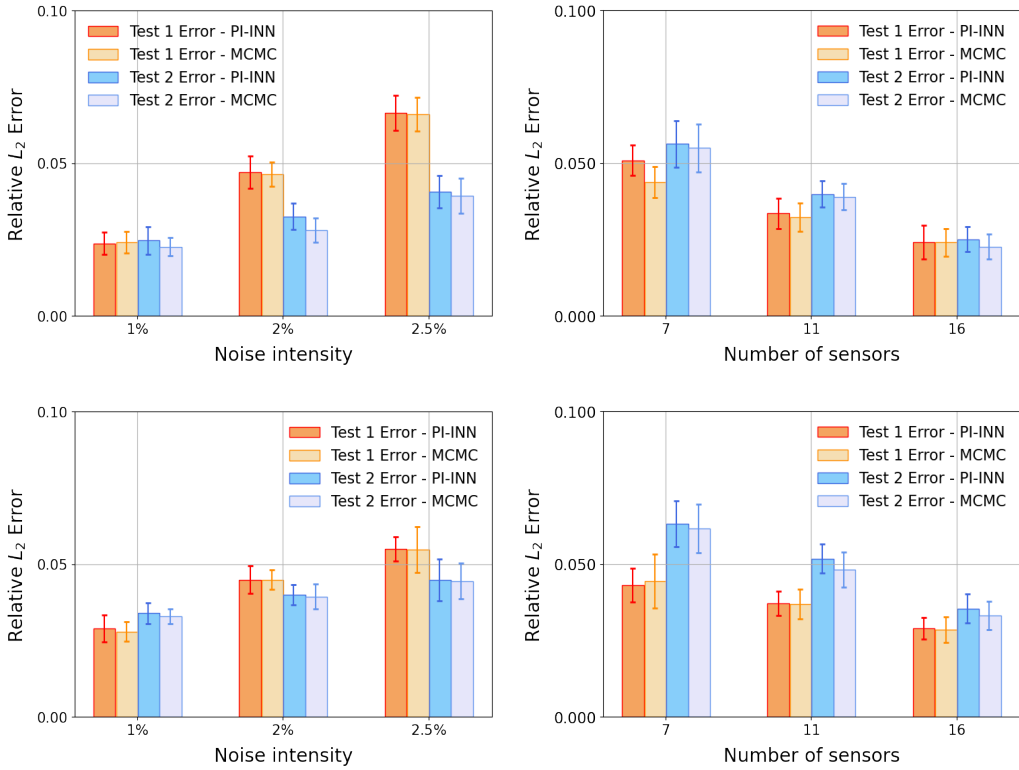 0.10
0.05
0.00
Relative L₂ Error
Test 1 Error - PI-INN
Test 1 Error - MCMC
Test 2 Error - PI-INN
Test 2 Error - MCMC
1%
2%
2.5%
Noise intensity
0.100
0.050
0.000
Relative L₂ Error
Test 1 Error - PI-INN
Test 1 Error - MCMC
Test 2 Error - PI-INN
Test 2 Error - MCMC
7
11
16
Number of sensors
0.10
0.05
0.00
Relative L₂ Error
Test 1 Error - PI-INN
Test 1 Error - MCMC
Test 2 Error - PI-INN
Test 2 Error - MCMC
1%
2%
2.5%
Noise intensity
0.100
0.050
0.000
Relative L₂ Error
Test 1 Error - PI-INN
Test 1 Error - MCMC
Test 2 Error - PI-INN
Test 2 Error - MCMC
7
11
16
Number of sensors